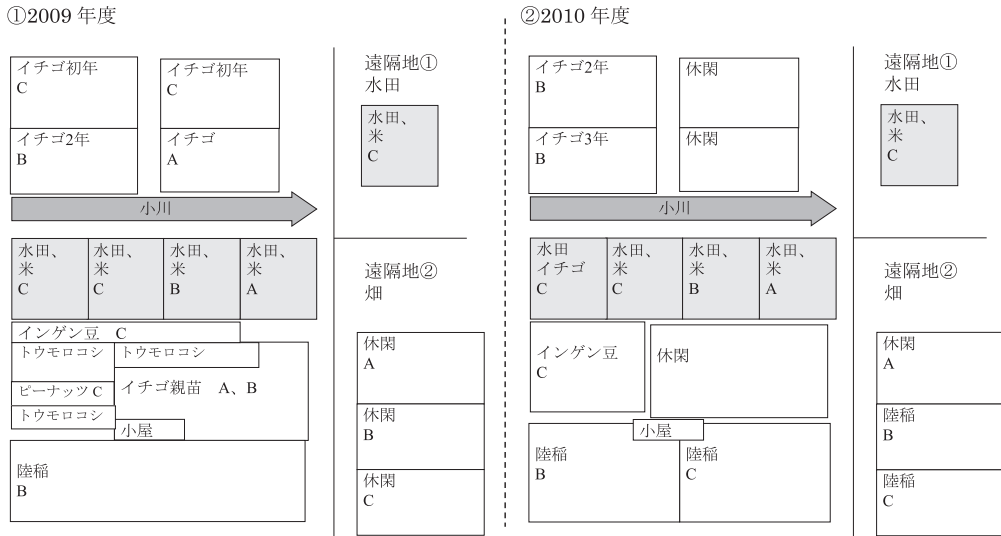 ①2009 年度
イチゴ初年
C
イチゴ初年
C
イチゴ2年
B
イチゴ
A
遠隔地①
水田
水田、
米
C
小川
水田、
米
C
水田、
米
C
水田、
米
B
水田、
米
A
インゲン豆 C
トウモロコシ
トウモロコシ
ピーナッツ C
イチゴ親苗 A、B
トウモロコシ
小屋
陸稲
B
遠隔地②
畑
休閑
A
休閑
B
休閑
C
②2010 年度
イチゴ2年
B
休閑
イチゴ3年
B
休閑
遠隔地①
水田
水田、
米
C
小川
水田
イチゴ
C
水田、
米
C
水田、
米
B
水田、
米
A
インゲン豆
C
休閑
小屋
陸稲
B
陸稲
C
遠隔地②
畑
休閑
A
陸稲
B
陸稲
C